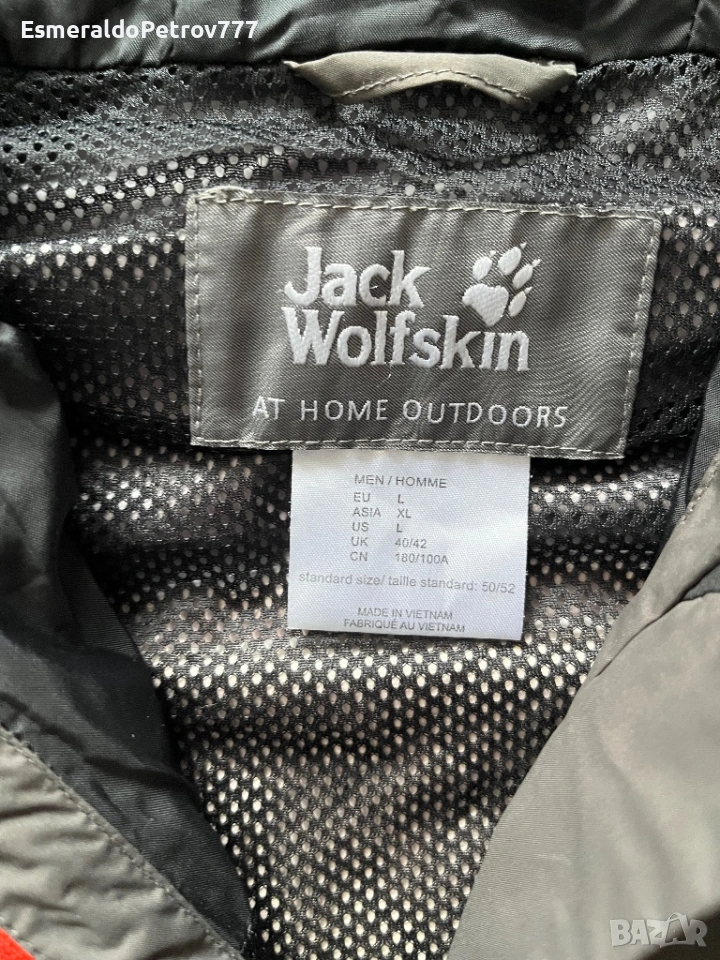 EsmeraldoPetrov777
Jack
Wolfskin
AT HOME OUTDOORS
MEN / HOMME
EU L
ASIA XL
US L
UK 40/42
CN 180/100A
standard size/ taille standard: 50/52
MADE IN VIETNAM
FABRIQUÉ AU VIETNAM
BAZAR